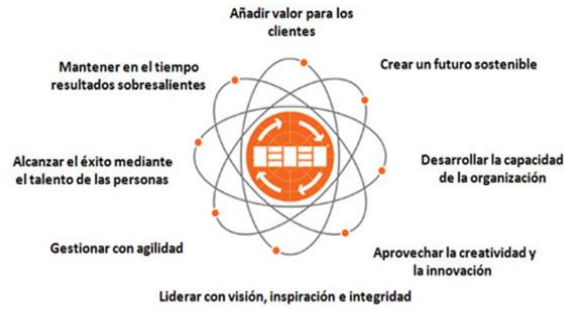 Añadir valor para los
clientes
Crear un futuro sostenible
Desarrollar la capacidad
de la organización
Aprovechar la creatividad y
la innovación
Liderar con visión, inspiración e integridad
Gestionar con agilidad
Alcanzar el éxito mediante
el talento de las personas
Mantener en el tiempo
resultados sobresalientes